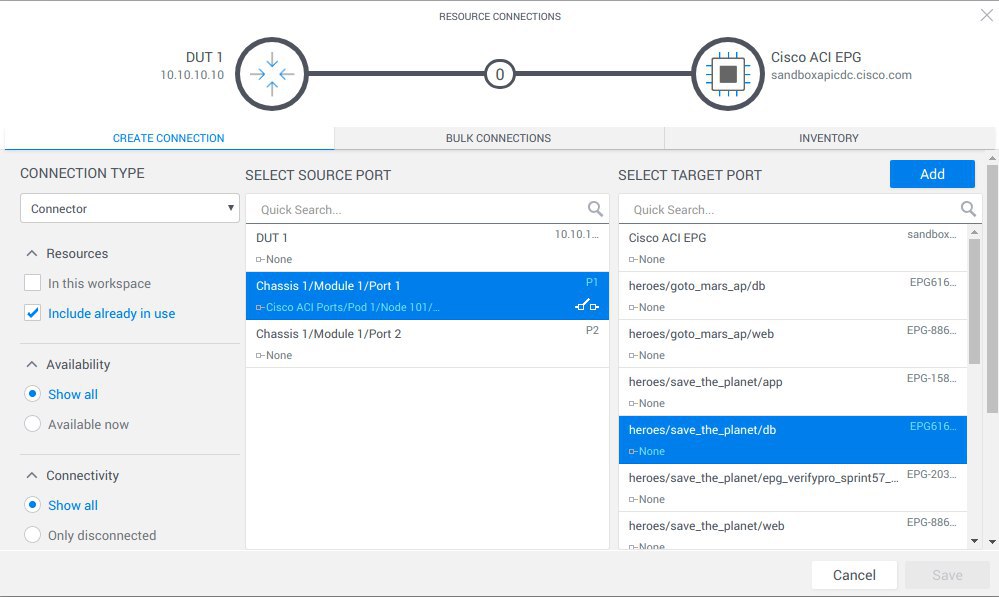 RESOURCE CONNECTIONS
DUT 1
10.10.10.10
0
Cisco ACI EPG
sandboxapicdc.cisco.com
CREATE CONNECTION
BULK CONNECTIONS
INVENTORY
CONNECTION TYPE
Connector
Resources
In this workspace
Include already in use
Availability
Show all
Available now
Connectivity
Show all
Only disconnected
SELECT SOURCE PORT
Quick Search...
DUT 1 10.10.1...
None
Chassis 1/Module 1/Port 1 P1
Cisco ACI Ports/Pod 1/Node 101/...
Chassis 1/Module 1/Port 2 P2
None
SELECT TARGET PORT
Add
Quick Search...
Cisco ACI EPG sandbox...
None
heroes/goto_mars_ap/db EPG616...
None
heroes/goto_mars_ap/web EPG-886...
None
heroes/save_the_planet/app EPG-158...
None
heroes/save_the_planet/db EPG616...
None
heroes/save_the_planet/epg_verifypro_sprint57_... EPG-203...
None
heroes/save_the_planet/web EPG-886...
None
Cancel
Save